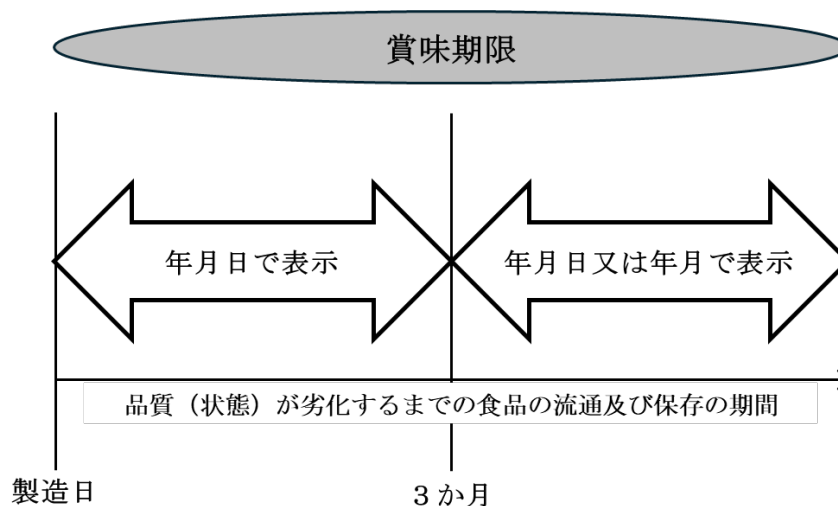 賞味期限
年月日で表示
年月日又は年月で表示
品質（状態）が劣化するまでの食品の流通及び保存の期間
製造日
３か月